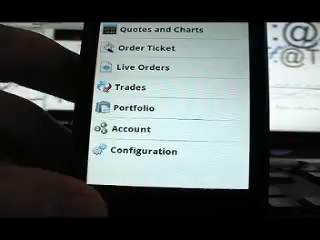 Quotes and Charts
Order Ticket
Live Orders
Trades
Portfolio
Account
Configuration